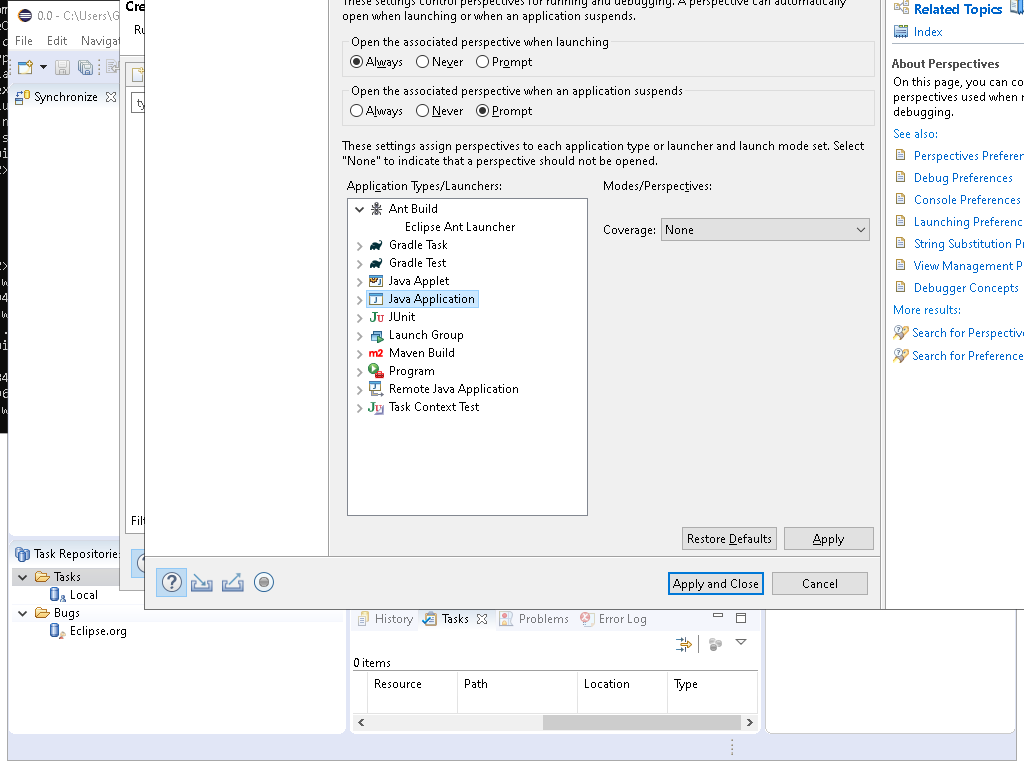 0.0 - C:\Users\G
File Edit Naviga
Synchronize
Cre
Ru
These settings control perspectives for running and debugging. A perspective can automatically
open when launching or when an application suspends.
Open the associated perspective when launching
Always Never Prompt
Open the associated perspective when an application suspends
Always Never Prompt
These settings assign perspectives to each application type or launcher and launch mode set. Select
"None" to indicate that a perspective should not be opened.
Application Types/Launchers:
Modes/Perspectives:
Ant Build
Eclipse Ant Launcher
Gradle Task
Gradle Test
Java Applet
Java Application
JUnit
Launch Group
Maven Build
Program
Remote Java Application
Task Context Test
Coverage: None
Restore Defaults Apply
Apply and Close Cancel
Related Topics
Index
About Perspectives
On this page, you can co
perspectives used when r
debugging.
See also:
Perspectives Preferen
Debug Preferences
Console Preferences
Launching Preferenc
String Substitution Pr
View Management P
Debugger Concepts
More results:
Search for Perspective
Search for Preference
Filt
Task Repositorie
Tasks
Local
Bugs
Eclipse.org
History Tasks Problems Error Log
0 items
Resource Path Location Type